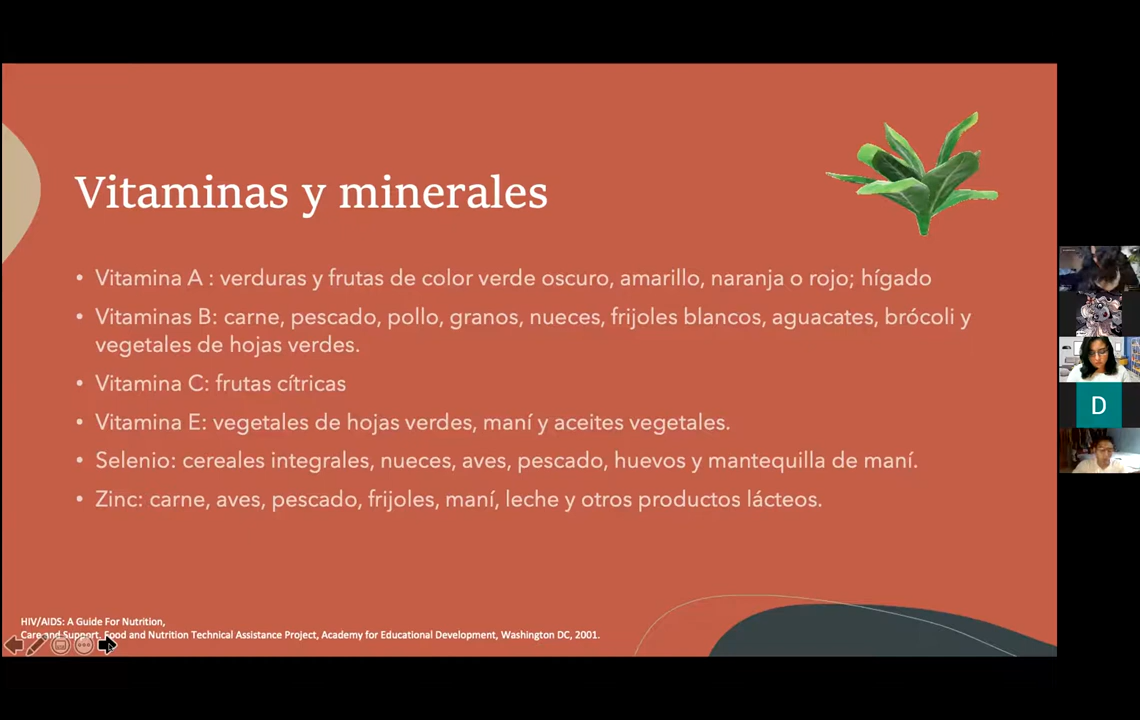 Vitaminas y minerales
• Vitamina A : verduras y frutas de color verde oscuro, amarillo, naranja o rojo; hígado
• Vitaminas B: carne, pescado, pollo, granos, nueces, frijoles blancos, aguacates, brócoli y
vegetales de hojas verdes.
• Vitamina C: frutas cítricas
• Vitamina E: vegetales de hojas verdes, maní y aceites vegetales.
• Selenio: cereales integrales, nueces, aves, pescado, huevos y mantequilla de maní.
• Zinc: carne, aves, pescado, frijoles, maní, leche y otros productos lácteos.
HIV/AIDS: A Guide For Nutrition,
Care and Support. Food and Nutrition Technical Assistance Project, Academy for Educational Development, Washington DC, 2001.
D